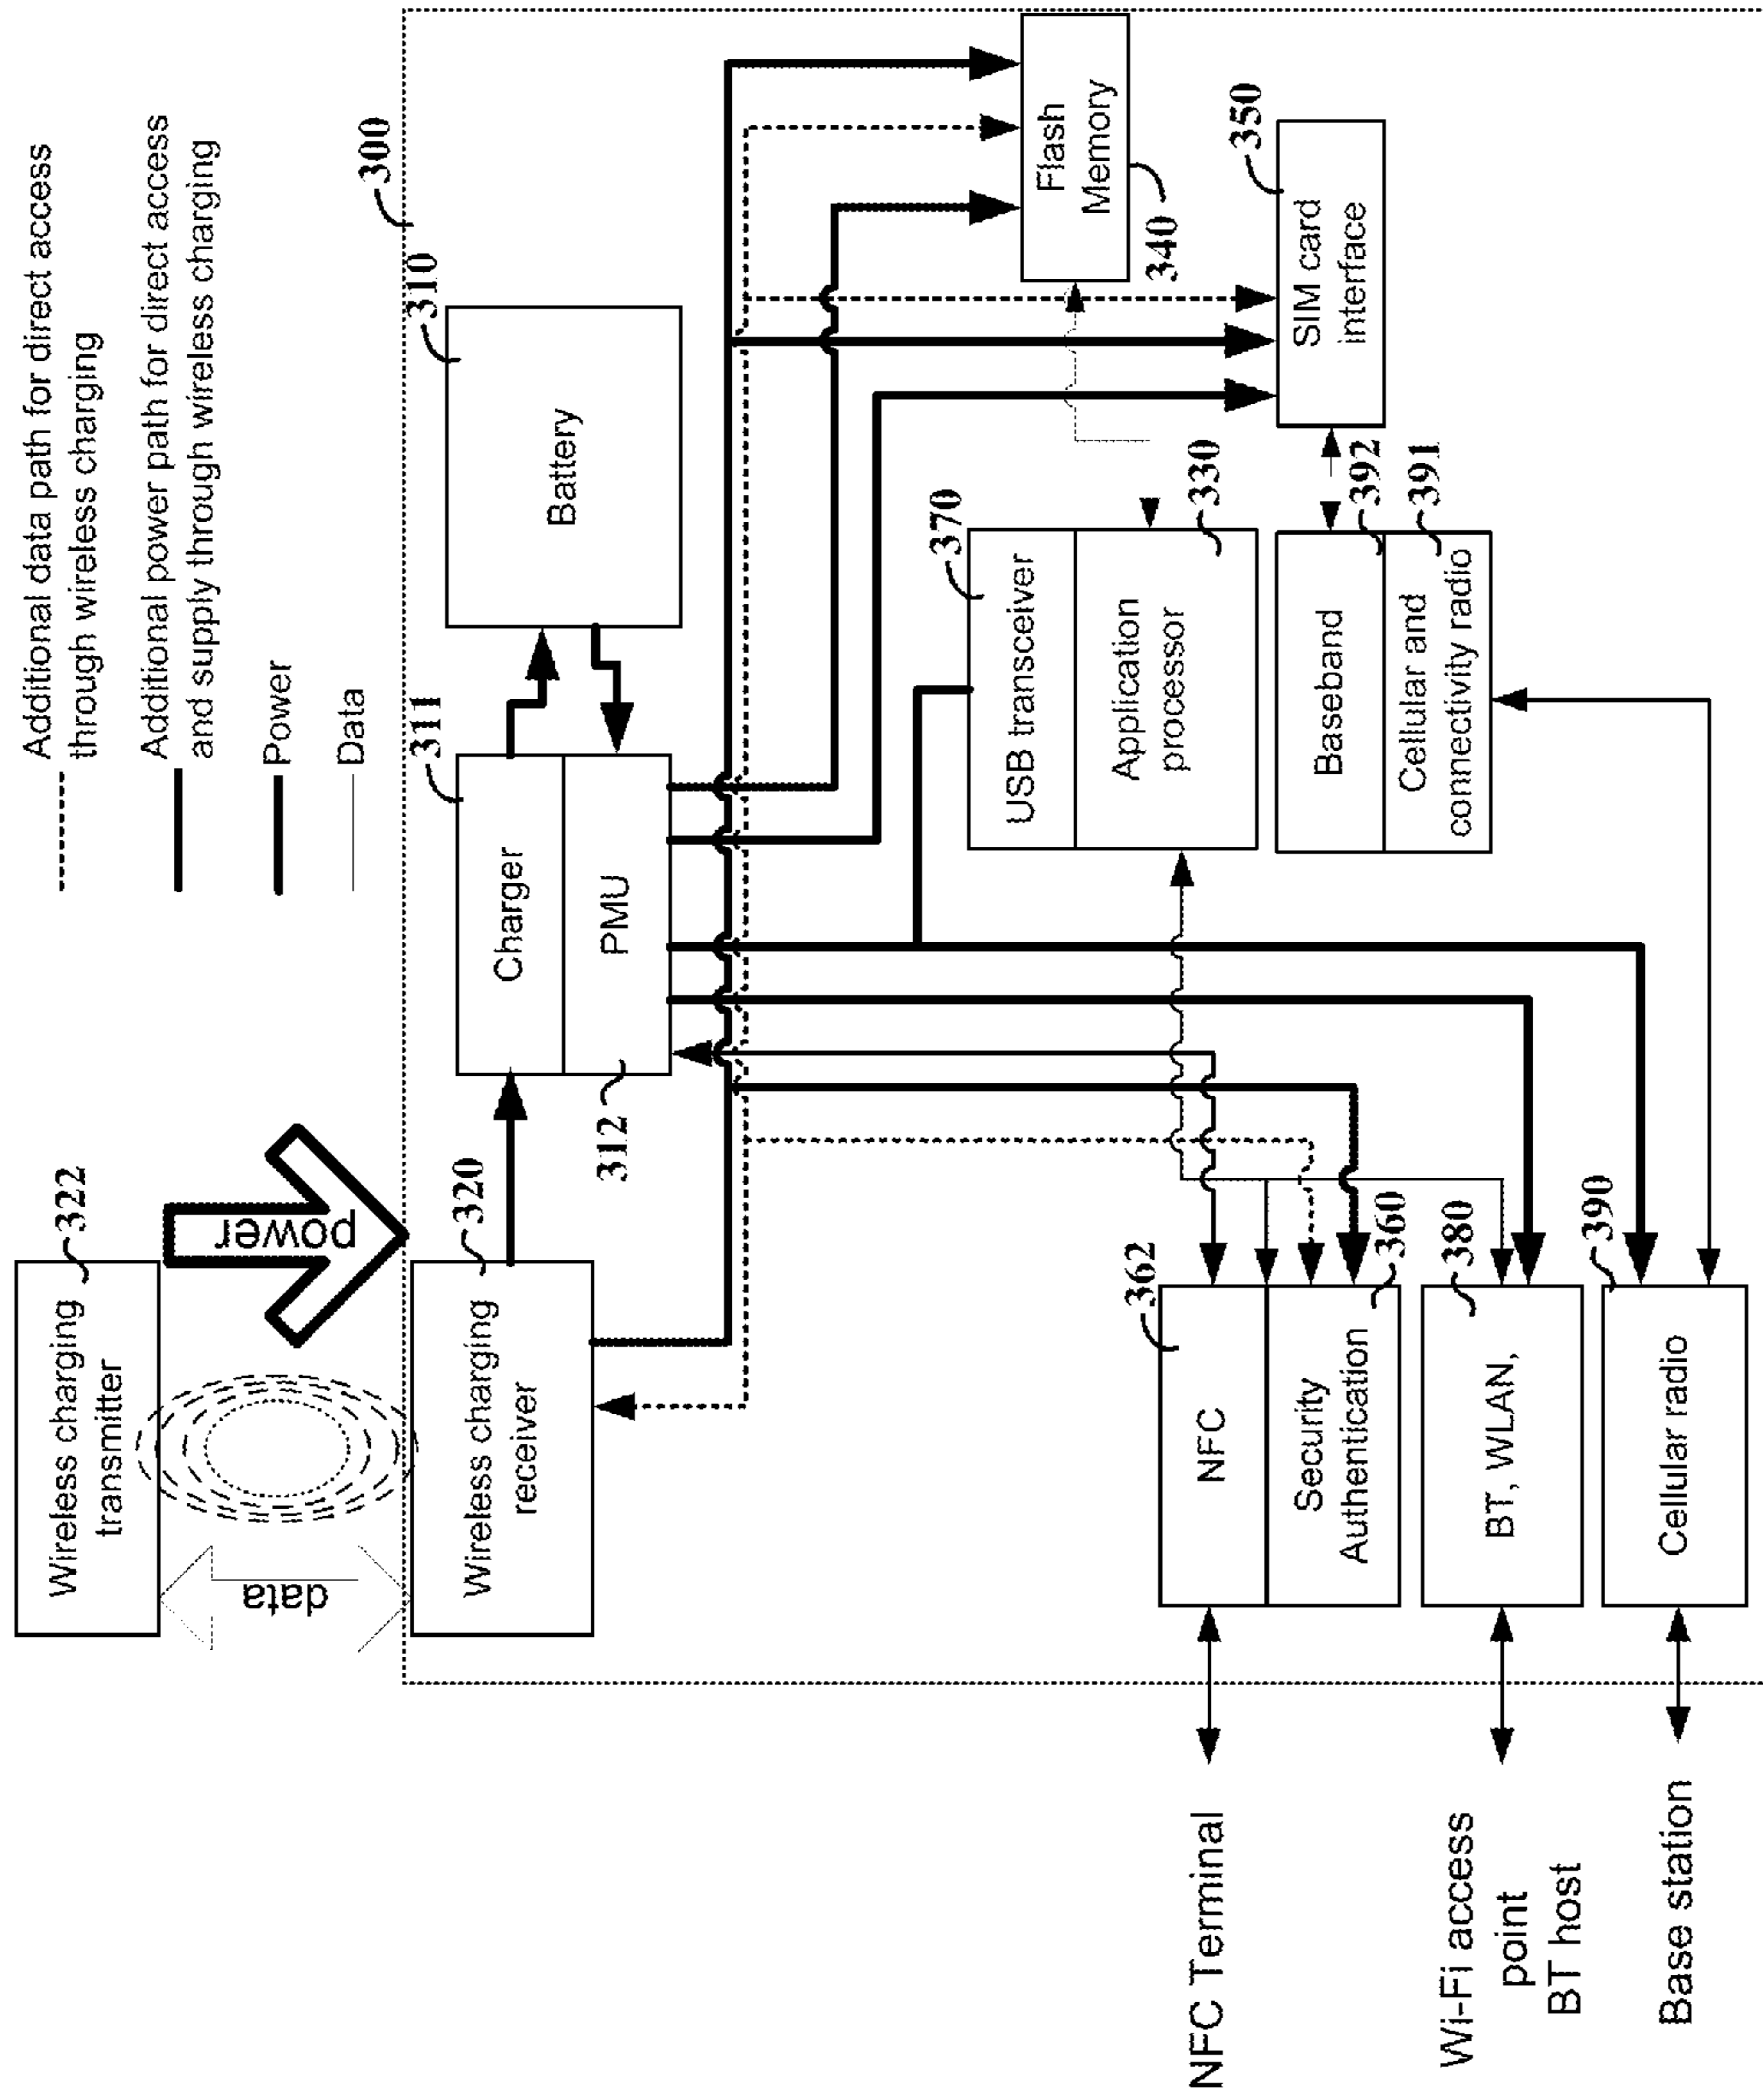 Additional data path for direct access
through wireless charging
Additional power path for direct access
and supply through wireless charging
Power
Data
Wireless charging
transmitter
322
data
power
300
Wireless charging
receiver
320
Charger
311
PMU
312
Battery
310
NFC
362
Security
Authentication
360
BT, WLAN,
380
Cellular radio
390
USB transceiver
370
Application
processor
330
Baseband
392
Cellular and
connectivity radio
391
Flash
Memory
340
SIM card
interface
350
NFC Terminal
Wi-Fi access
point
BT host
Base station